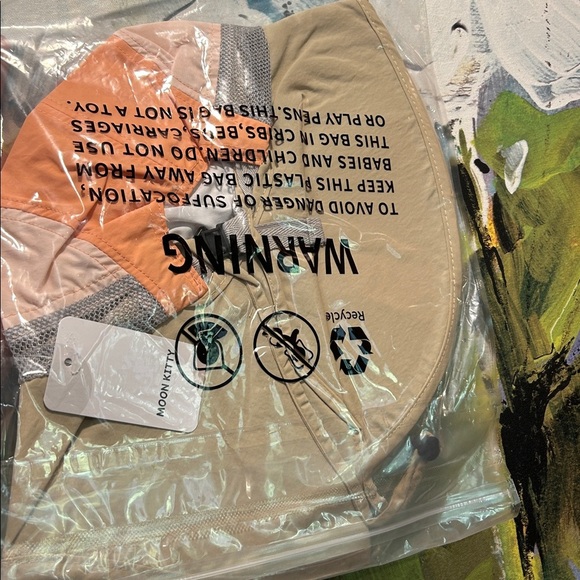 WARNING
TO AVOID DANGER OF SUFFOCATION,
KEEP THIS PLASTIC BAG AWAY FROM
BABIES AND CHILDREN.DO NOT USE
THIS BAG IN CRIBS,BEDS,CARRIAGES
OR PLAY PENS.THIS BAG IS NOT A TOY.
Recycle
MOON KITTY